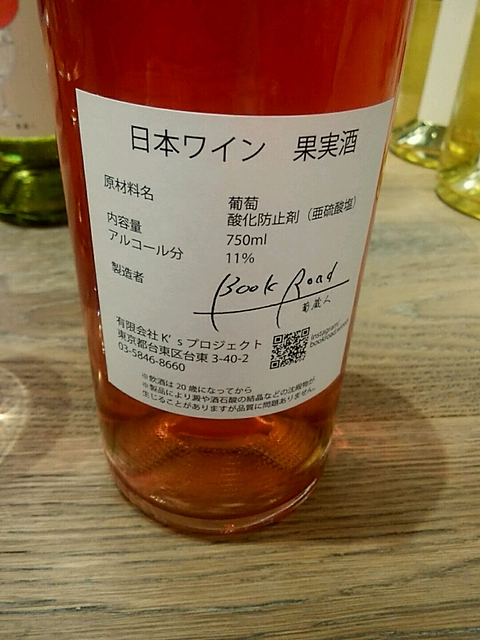 日本ワイン 果実酒
原材料名 葡萄
酸化防止剤（亜硫酸塩）
内容量 750ml
アルコール分 11%
製造者
Book Road
葡蔵人
有限会社K'sプロジェクト
東京都台東区台東 3-40-2
03-5846-8660
instagram/
※飲酒は20歳になってから
※製品により澱や酒石酸の結晶などの沈殿物が
生じることがありますが品質に問題ありません。